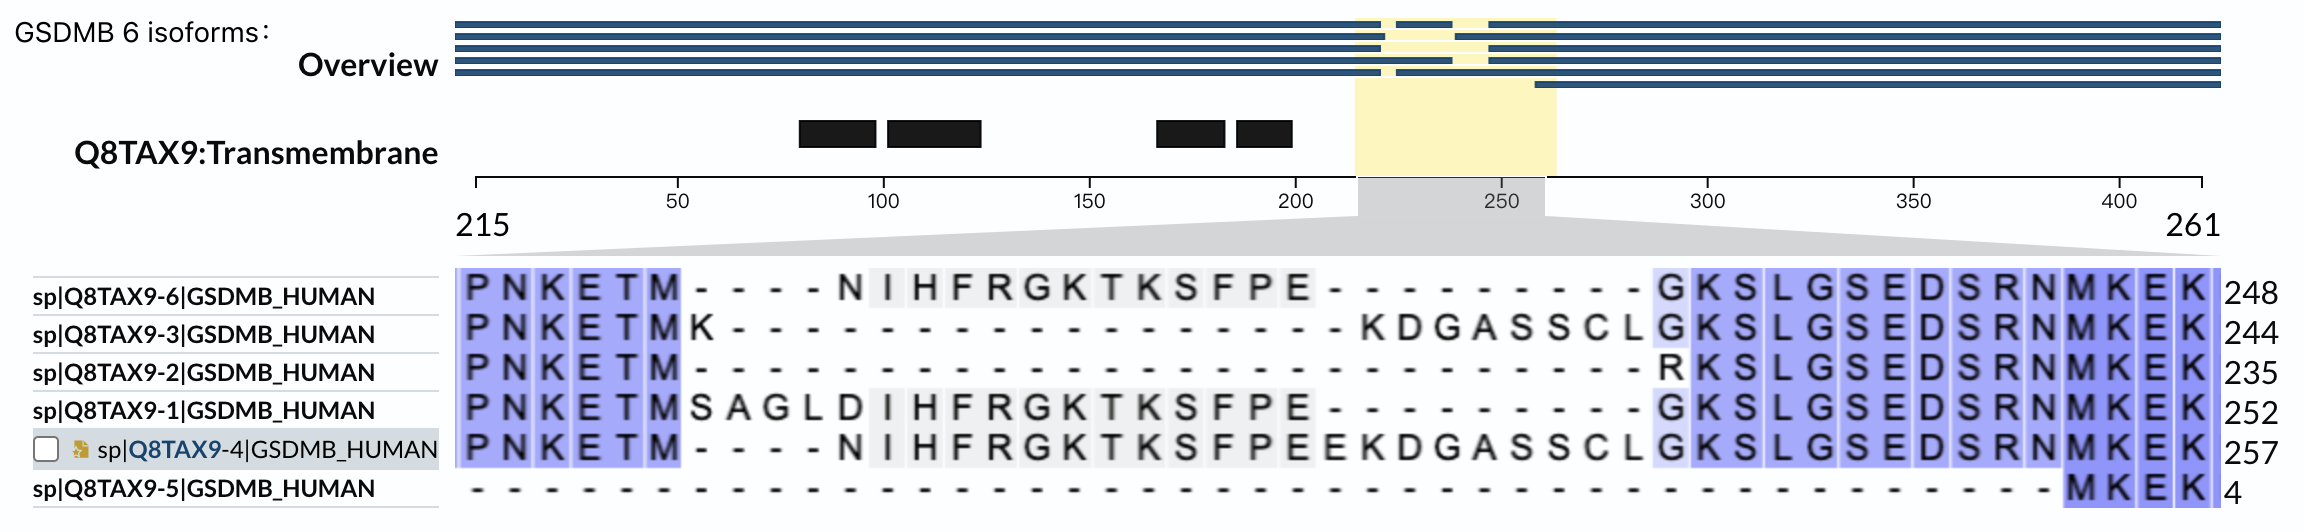 GSDMB 6 isoforms:
Overview
Q8TAX9:Transmembrane
50 100 150 200 250 300 350 400
215 261
sp|Q8TAX9-6|GSDMB_HUMAN PNKETM----NIHFRGKTKSFPE---------GKSLGSEDSRNMKEK 248
sp|Q8TAX9-3|GSDMB_HUMAN PNKETMK-----------------KDGASSCLGKSLGSEDSRNMKEK 244
sp|Q8TAX9-2|GSDMB_HUMAN PNKETM--------------------------RKSLGSEDSRNMKEK 235
sp|Q8TAX9-1|GSDMB_HUMAN PNKETMSAGLDIHFRGKTKSFPE---------GKSLGSEDSRNMKEK 252
sp|Q8TAX9-4|GSDMB_HUMAN PNKETM----NIHFRGKTKSFPEEKDGASSCLGKSLGSEDSRNMKEK 257
sp|Q8TAX9-5|GSDMB_HUMAN -------------------------------------------MKEK 4